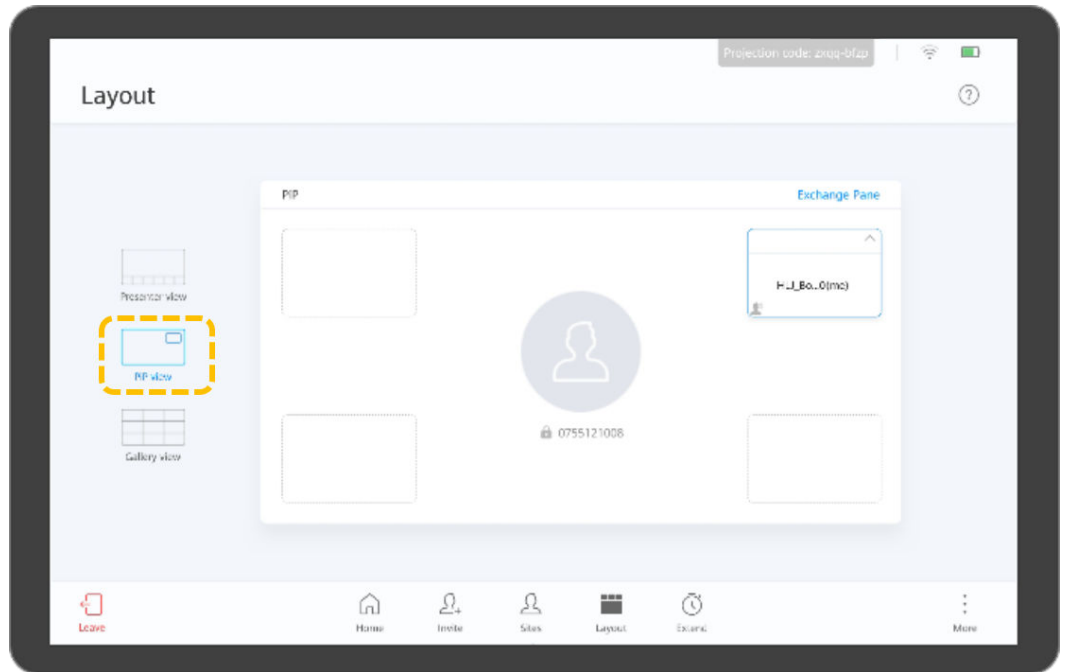 Projection code: zxqq-bfzp
Layout
PIP
Exchange Pane
Presenter view
PIP view
Gallery view
(me)
0755121008
Leave
Home
Invite
Sites
Layout
Extend
More